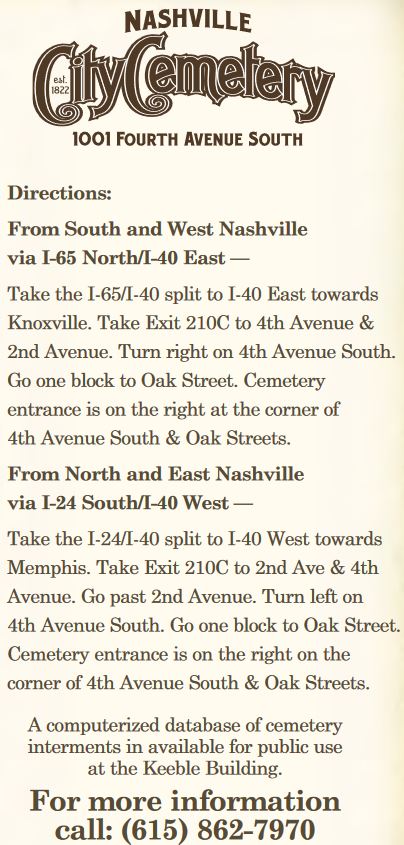 NASHVILLE
est.
1822
City Cemetery
1001 FOURTH AVENUE SOUTH
Directions:
From South and West Nashville
via I-65 North/I-40 East —
Take the I-65/I-40 split to I-40 East towards
Knoxville. Take Exit 210C to 4th Avenue &
2nd Avenue. Turn right on 4th Avenue South.
Go one block to Oak Street. Cemetery
entrance is on the right at the corner of
4th Avenue South & Oak Streets.
From North and East Nashville
via I-24 South/I-40 West —
Take the I-24/I-40 split to I-40 West towards
Memphis. Take Exit 210C to 2nd Ave & 4th
Avenue. Go past 2nd Avenue. Turn left on
4th Avenue South. Go one block to Oak Street.
Cemetery entrance is on the right on the
corner of 4th Avenue South & Oak Streets.
A computerized database of cemetery
interments in available for public use
at the Keeble Building.
For more information
call: (615) 862-7970